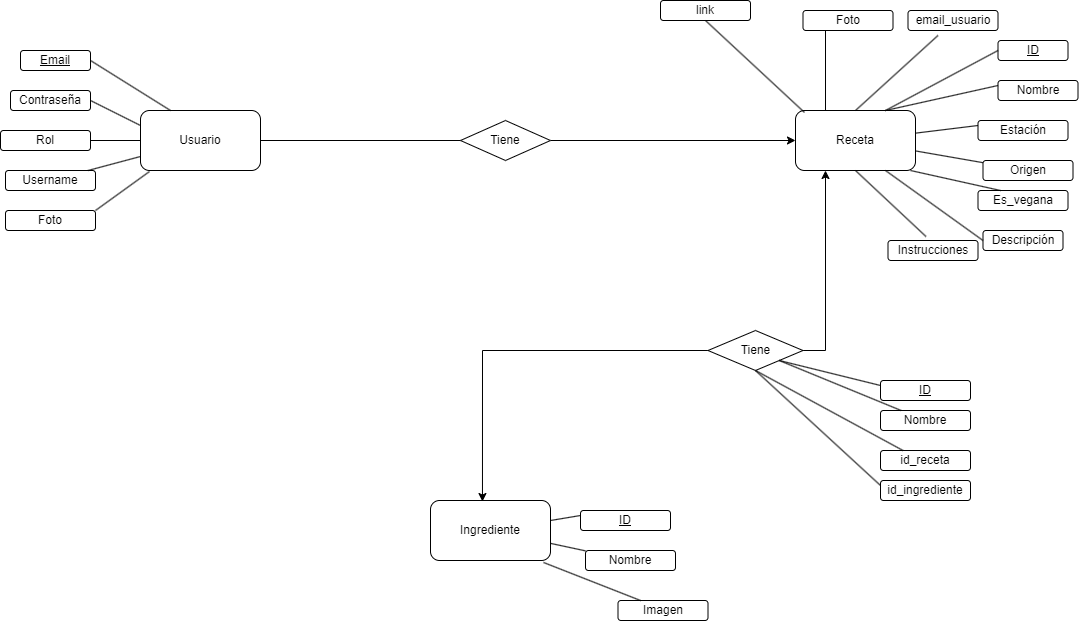 link
Foto
email_usuario
Email
ID
Contraseña
Nombre
Rol
Usuario
Tiene
Receta
Estación
Username
Origen
Es_vegana
Foto
Descripción
Instrucciones
Tiene
ID
Nombre
id_receta
id_ingrediente
Ingrediente
ID
Nombre
Imagen